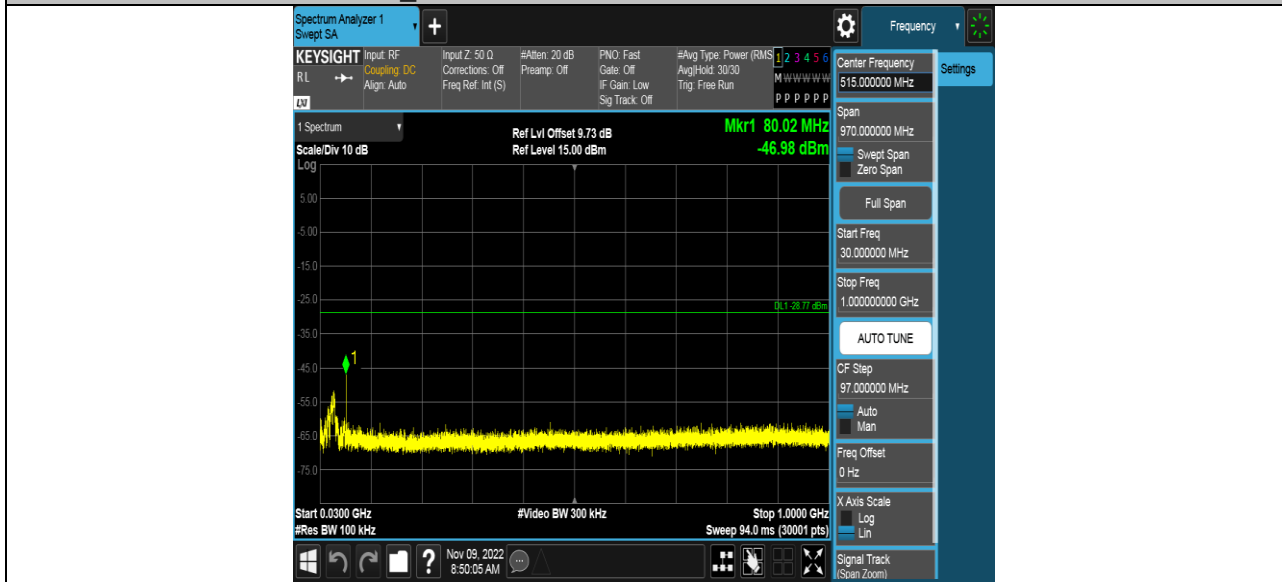 Spectrum Analyzer 1
Swept SA
+
Frequency
KEYSIGHT
RL
LXI
Input: RF
Coupling: DC
Align: Auto
Input Z: 50 Ω
Corrections: Off
Freq Ref: Int (S)
#Atten: 20 dB
Preamp: Off
PNO: Fast
Gate: Off
IF Gain: Low
Sig Track: Off
#Avg Type: Power (RMS
Avg|Hold: 30/30
Trig: Free Run
1 2 3 4 5 6
M W W W W W
P P P P P P
1 Spectrum
Scale/Div 10 dB
Log
Ref Lvl Offset 9.73 dB
Ref Level 15.00 dBm
Mkr1 80.02 MHz
-46.98 dBm
5.00
-5.00
-15.0
-25.0
DL1 -28.77 dBm
-35.0
1
-45.0
-55.0
-65.0
-75.0
Start 0.0300 GHz
#Res BW 100 kHz
#Video BW 300 kHz
Stop 1.0000 GHz
Sweep 94.0 ms (30001 pts)
?
Nov 09, 2022
8:50:05 AM
Center Frequency
515.000000 MHz
Span
970.000000 MHz
Swept Span
Zero Span
Full Span
Start Freq
30.000000 MHz
Stop Freq
1.000000000 GHz
AUTO TUNE
CF Step
97.000000 MHz
Auto
Man
Freq Offset
0 Hz
X Axis Scale
Log
Lin
Signal Track
(Span Zoom)
Settings